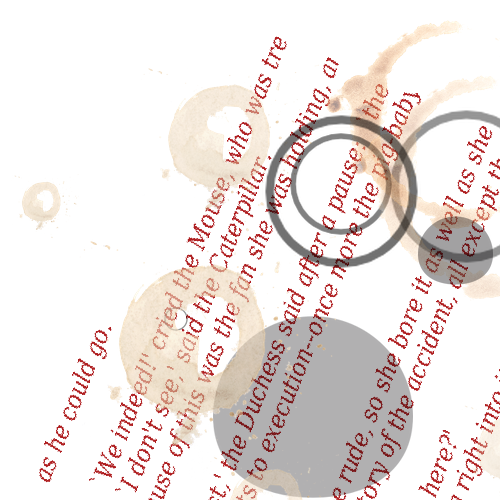 as he could go.
`We indeed!' cried the Mouse, who was tre
`I don't see,' said the Caterpillar.
use of this was the fan she was holding, and
st,' the Duchess said after a pause: the
s to execution--once more the pig-baby
e rude, so she bore it as well as she
tory of the accident, all except th
here?'
right into